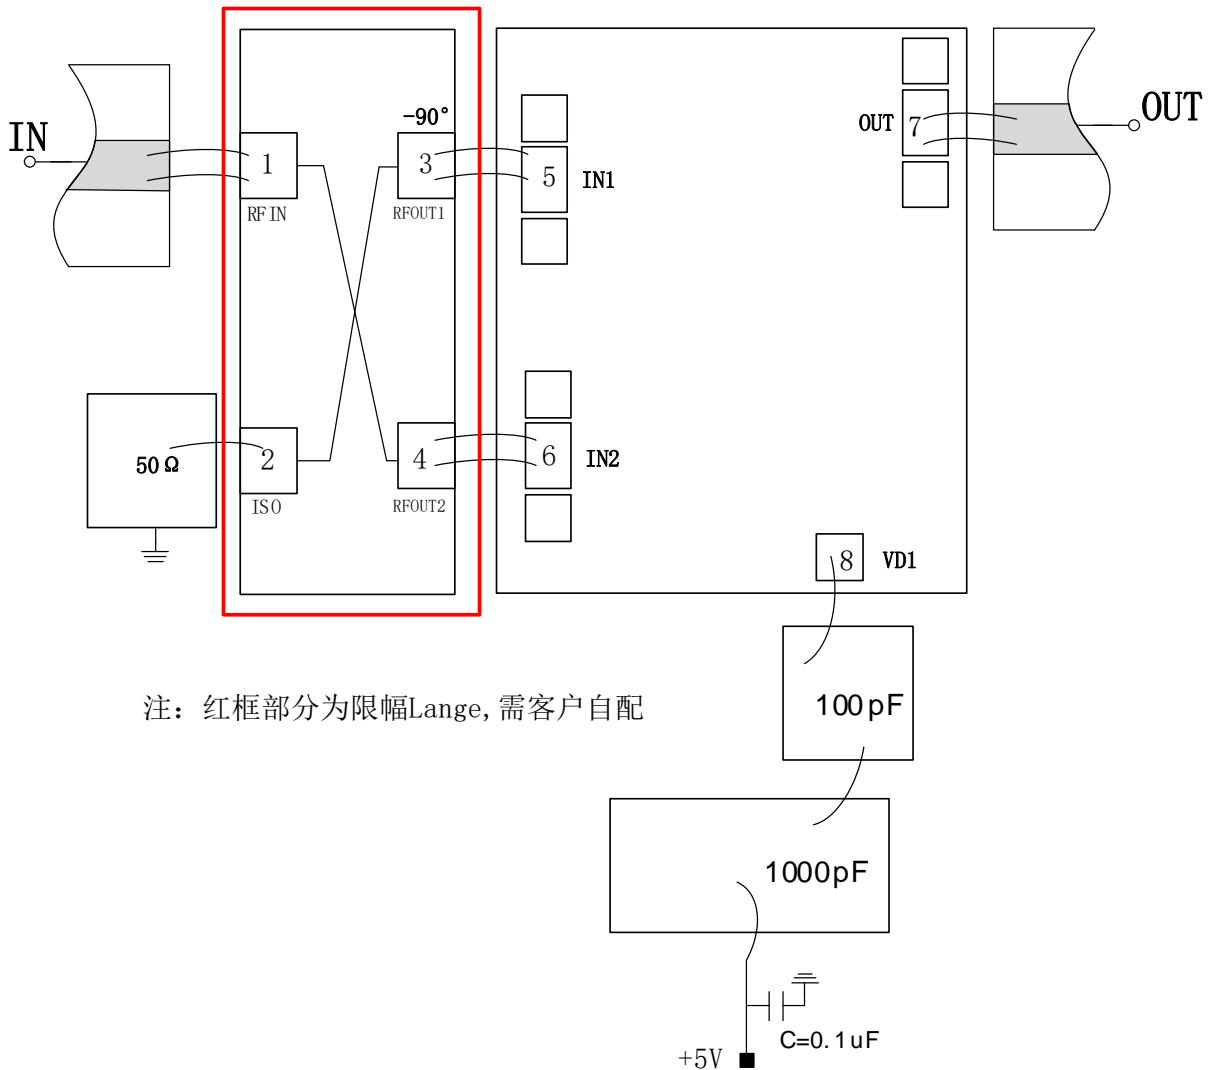 IN
1
RFIN
-90°
3
RFOUT1
5
IN1
OUT
7
OUT
50Ω
2
ISO
4
RFOUT2
6
IN2
8
VD1
注：红框部分为限幅Lange,需客户自配
100pF
1000pF
C=0.1uF
+5V